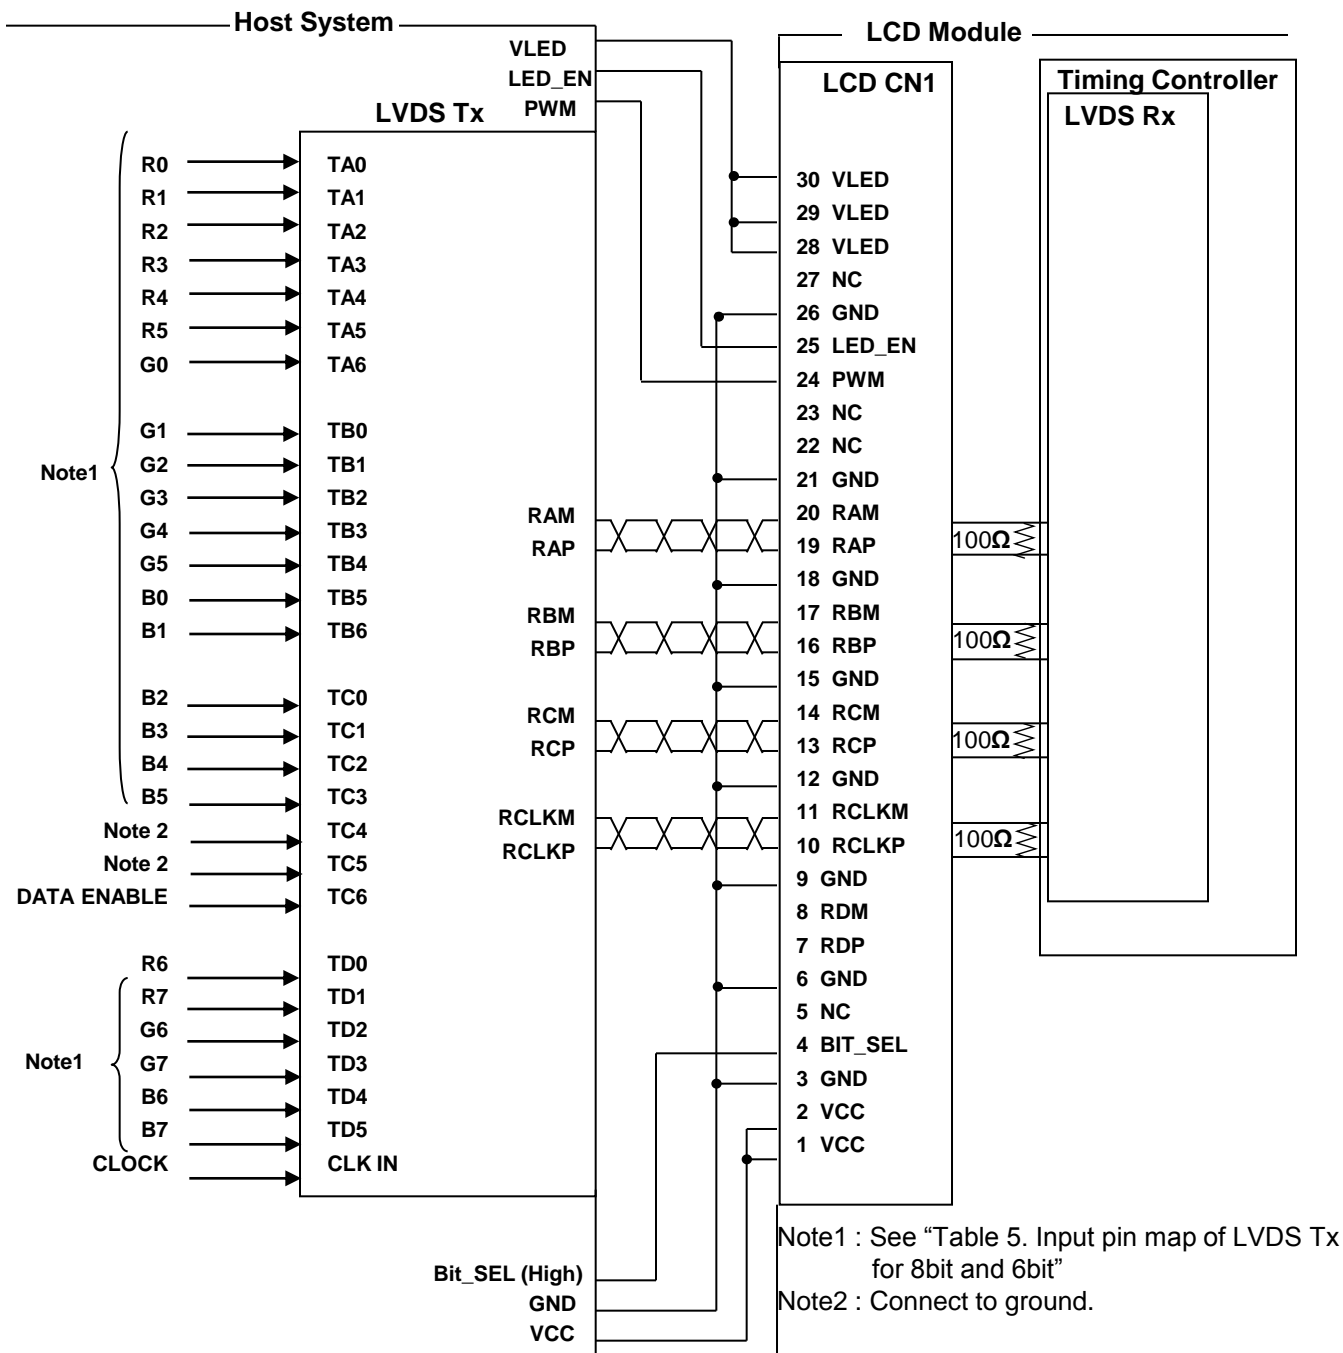 Host System
LCD Module
VLED
LED_EN
PWM
LVDS Tx
LCD CN1
Timing Controller
LVDS Rx
R0
R1
R2
R3
R4
R5
G0
G1
G2
G3
G4
G5
B0
B1
B2
B3
B4
B5
Note 2
Note 2
DATA ENABLE
R6
R7
G6
G7
B6
B7
CLOCK
Note1
Note1
TA0
TA1
TA2
TA3
TA4
TA5
TA6
TB0
TB1
TB2
TB3
TB4
TB5
TB6
TC0
TC1
TC2
TC3
TC4
TC5
TC6
TD0
TD1
TD2
TD3
TD4
TD5
CLK IN
RAM
RAP
RBM
RBP
RCM
RCP
RCLKM
RCLKP
Bit_SEL (High)
GND
VCC
30 VLED
29 VLED
28 VLED
27 NC
26 GND
25 LED_EN
24 PWM
23 NC
22 NC
21 GND
20 RAM
19 RAP
18 GND
17 RBM
16 RBP
15 GND
14 RCM
13 RCP
12 GND
11 RCLKM
10 RCLKP
9 GND
8 RDM
7 RDP
6 GND
5 NC
4 BIT_SEL
3 GND
2 VCC
1 VCC
100Ω
100Ω
100Ω
100Ω
Note1 : See “Table 5. Input pin map of LVDS Tx
for 8bit and 6bit”
Note2 : Connect to ground.